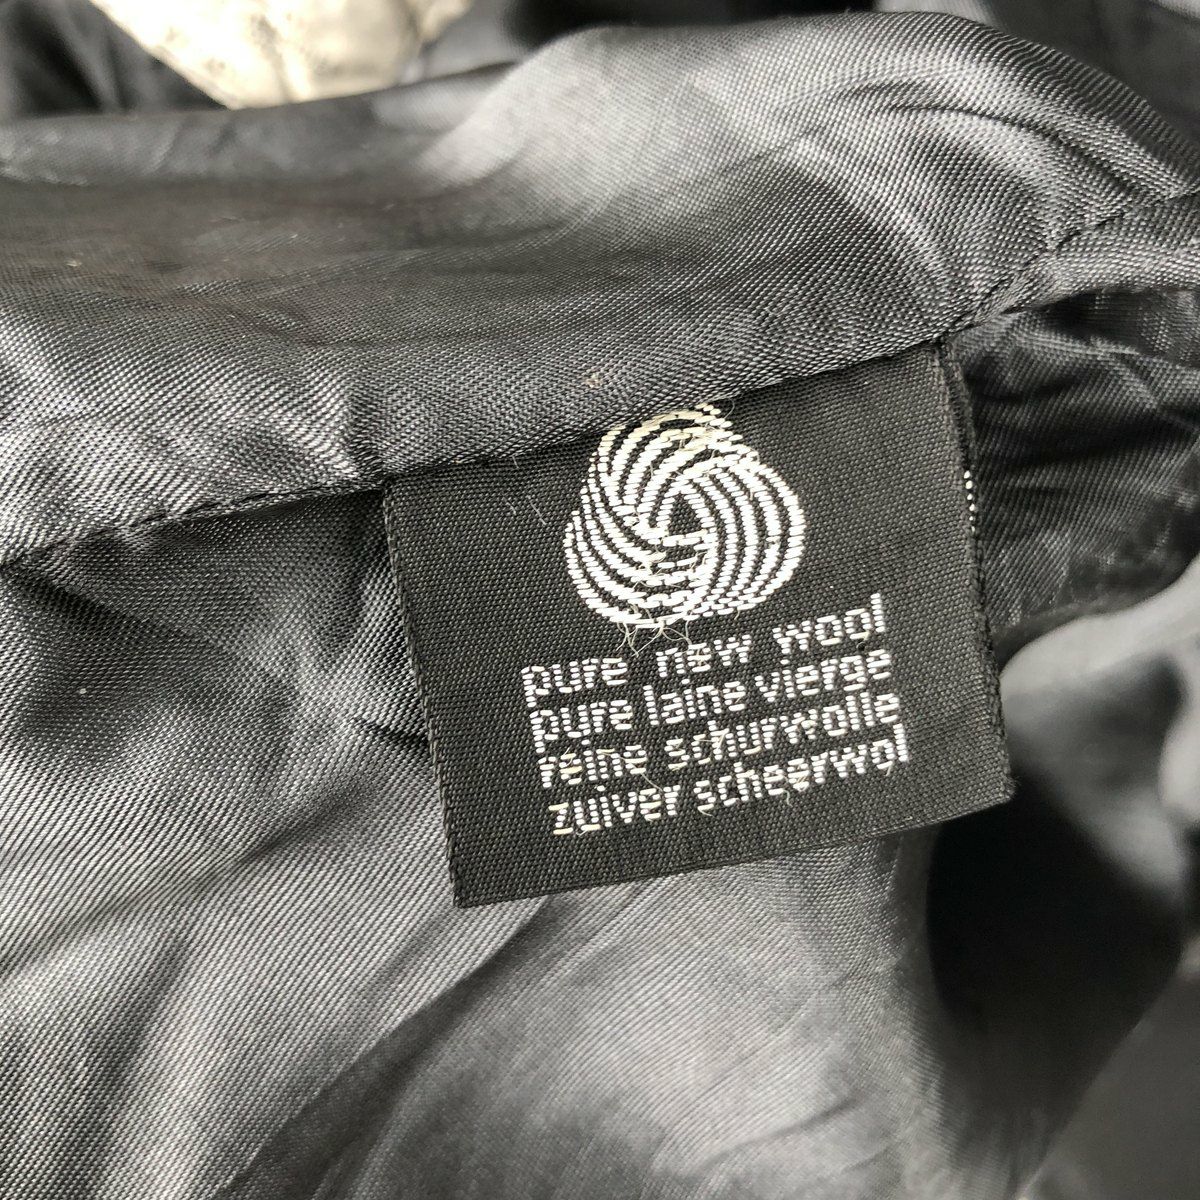 pure new wool
pure laine vierge
reine schurwolle
zuiver scheerwol